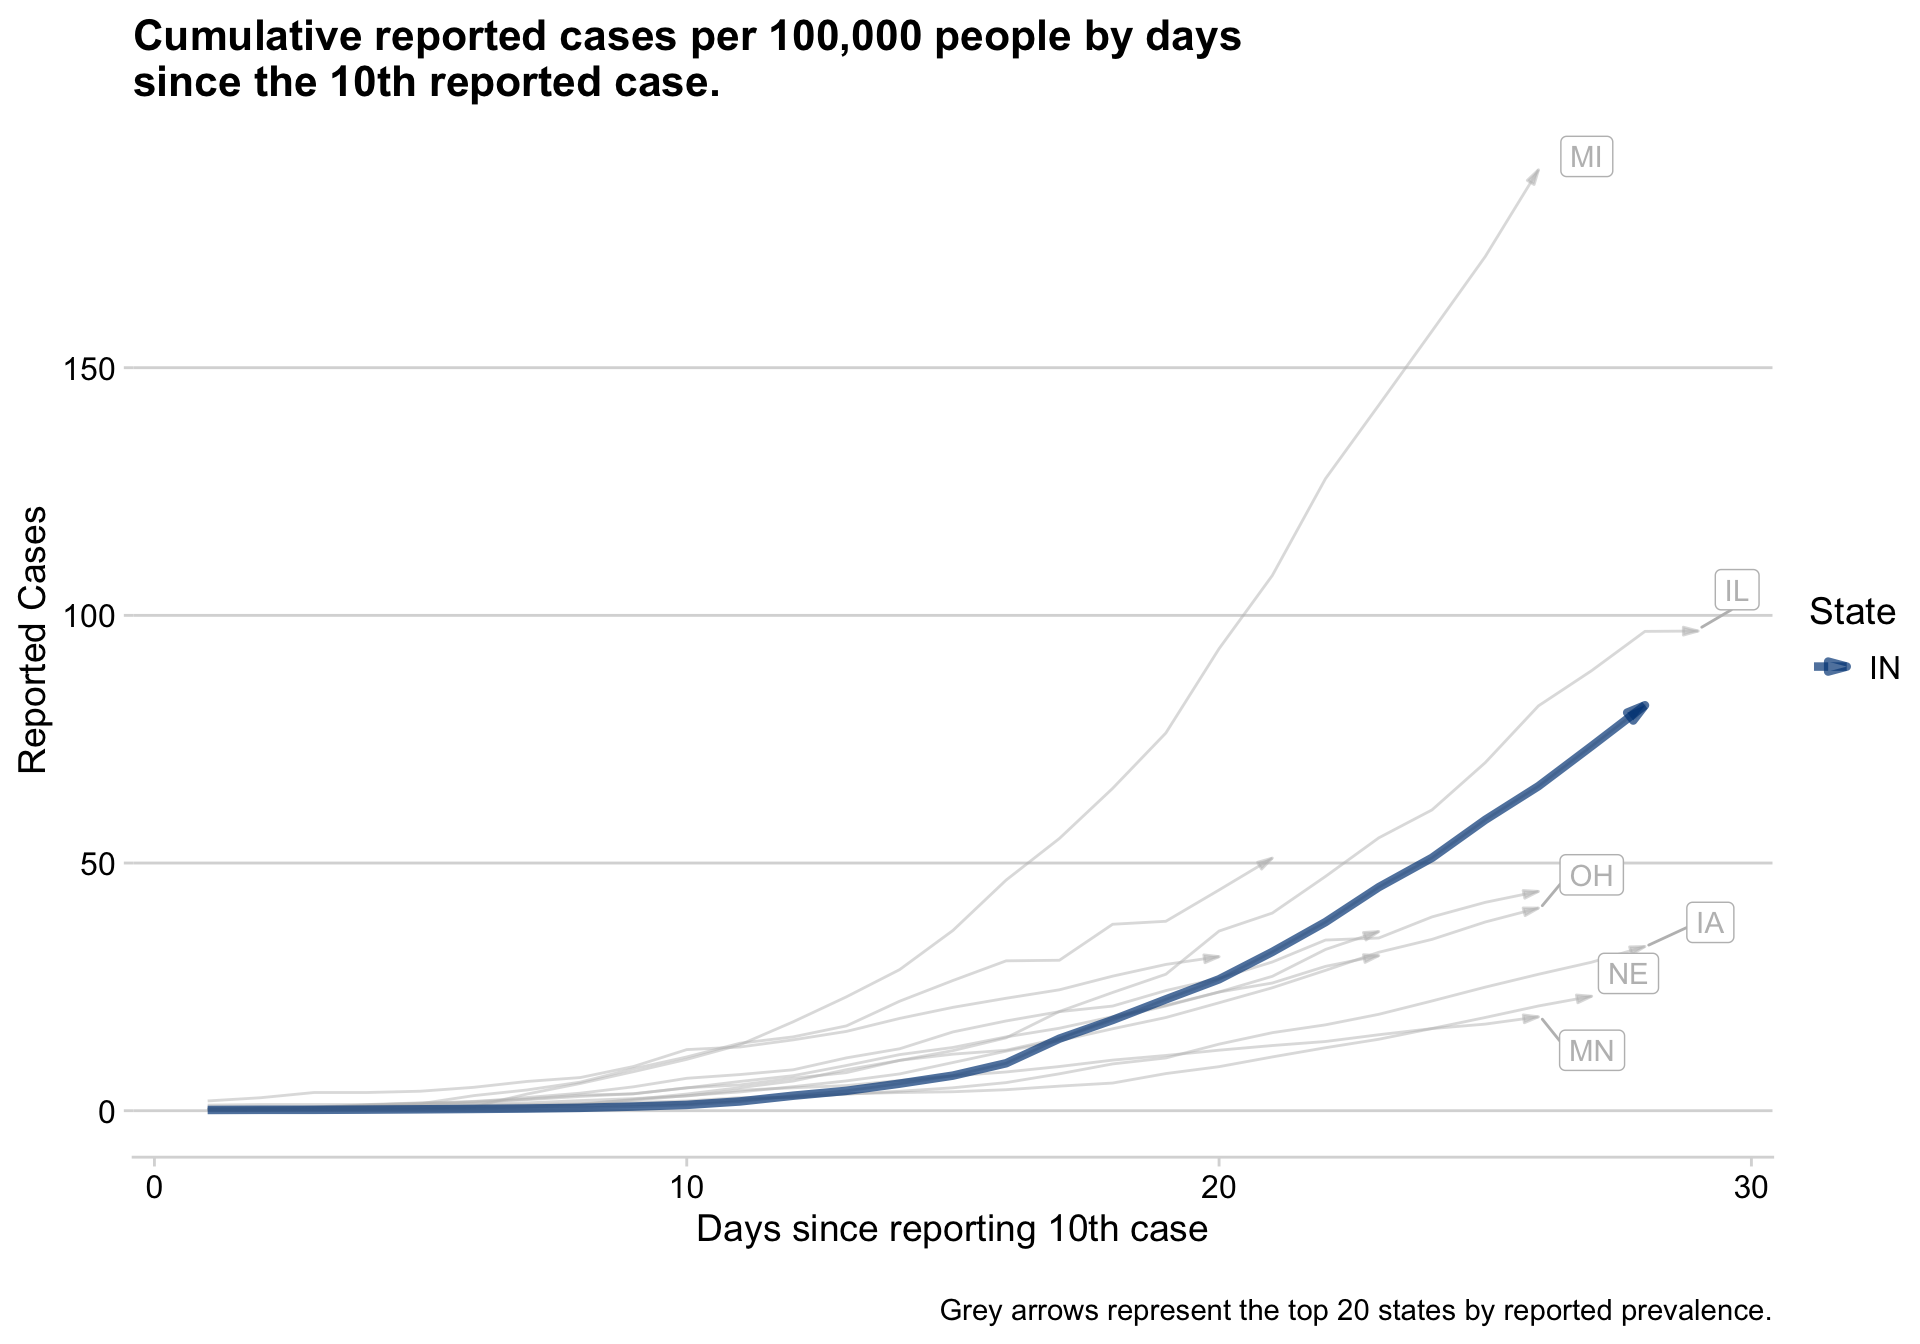 Cumulative reported cases per 100,000 people by days
since the 10th reported case.
MI
150
IL
100
State
IN
Reported Cases
50
OH
IA
NE
MN
0
0 10 20 30
Days since reporting 10th case
Grey arrows represent the top 20 states by reported prevalence.